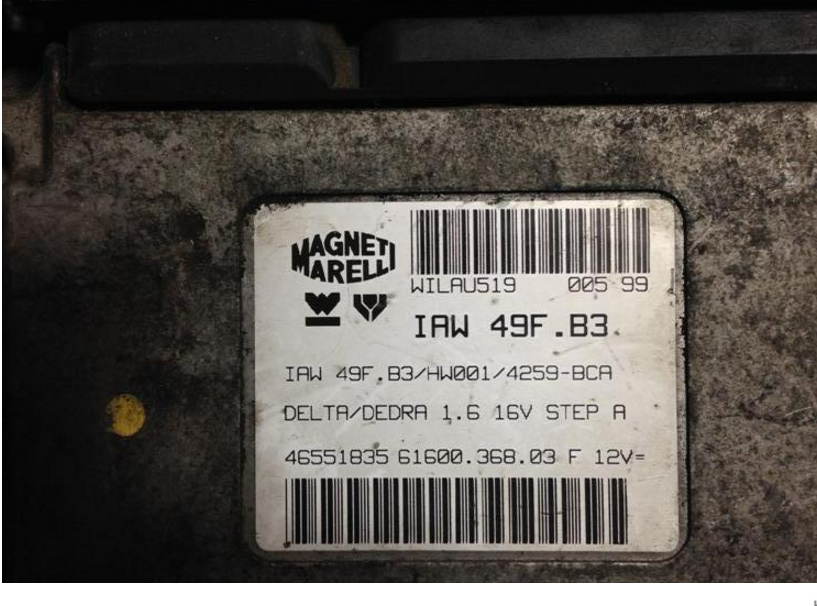 MAGNETI
MARELLI
WILAU519 005 99
IAW 49F.B3
IAW 49F.B3/HW001/4259-BCA
DELTA/DEDRA 1.6 16V STEP A
46551835 61600.368.03 F 12V=